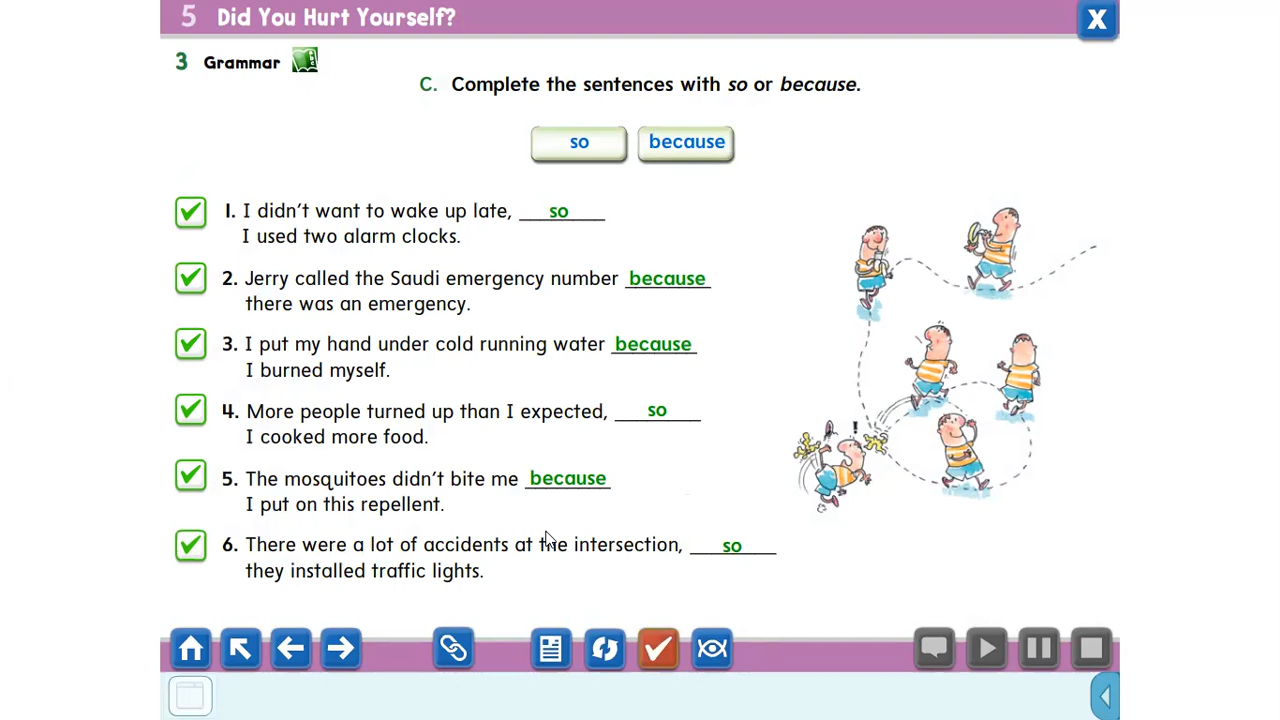 5 Did You Hurt Yourself?
X
3 Grammar
C. Complete the sentences with so or because.
so because
1. I didn't want to wake up late, so
I used two alarm clocks.
2. Jerry called the Saudi emergency number because
there was an emergency.
3. I put my hand under cold running water because
I burned myself.
4. More people turned up than I expected, so
I cooked more food.
5. The mosquitoes didn't bite me because
I put on this repellent.
6. There were a lot of accidents at the intersection, so
they installed traffic lights.